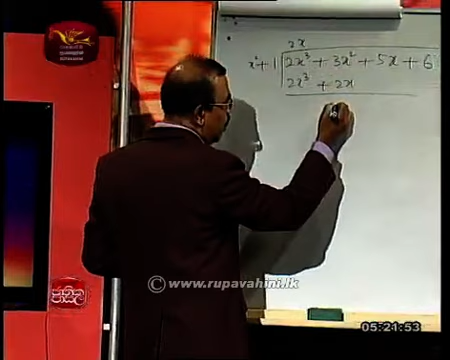 2x
x² + 1 2x³ + 3x² + 5x + 6
2x³ + 2x
© www.rupavahini.lk
05:21:53